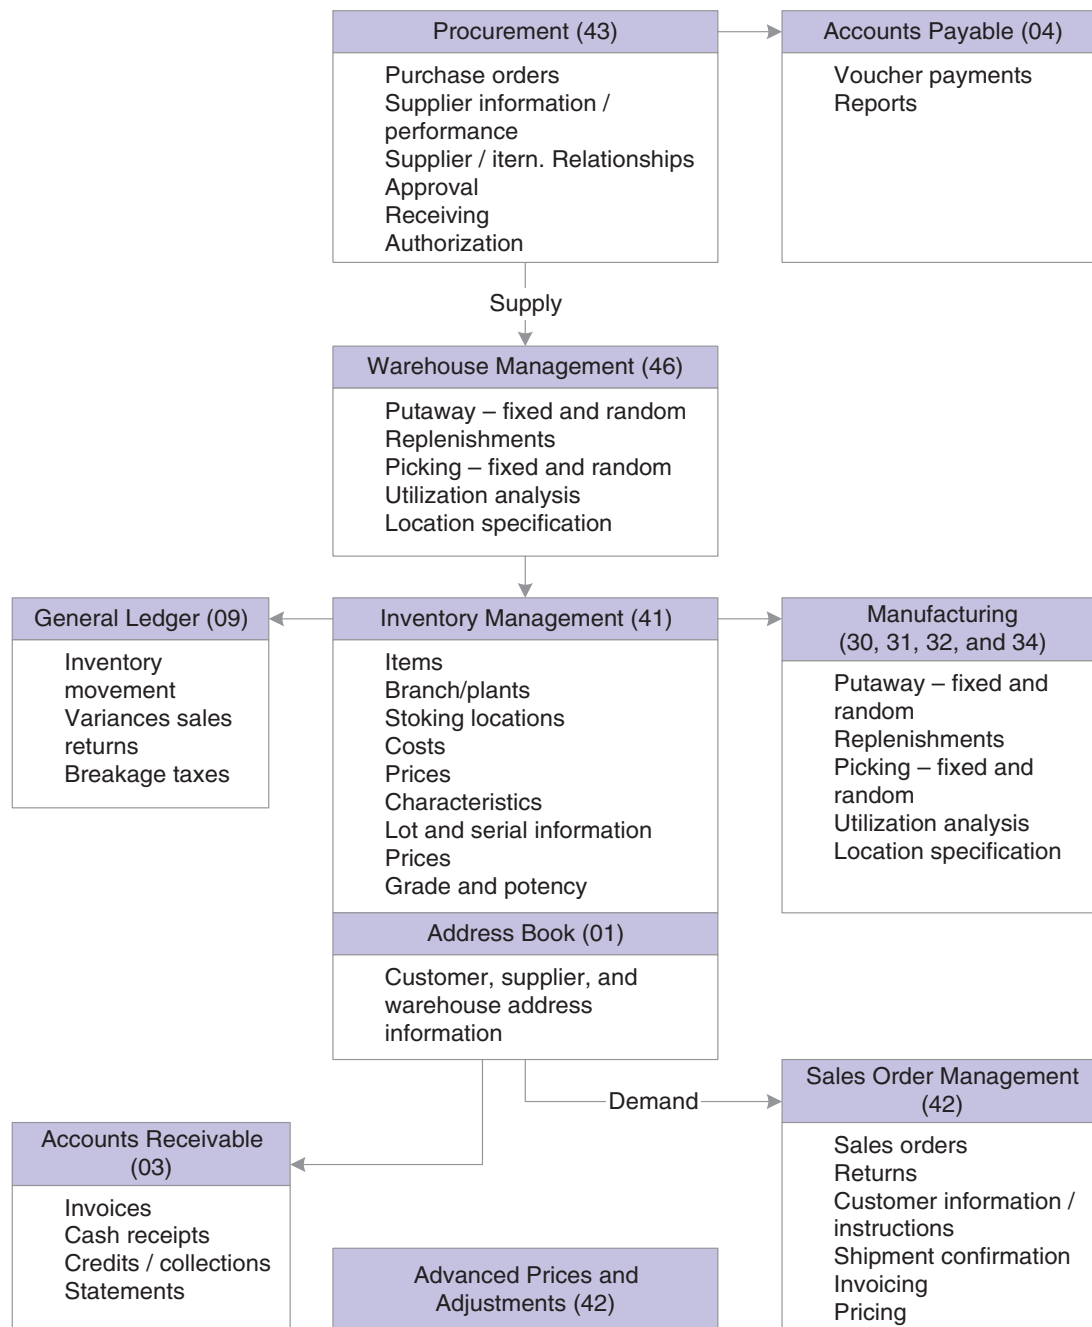 Procurement (43)
Purchase orders
Supplier information /
performance
Supplier / itern. Relationships
Approval
Receiving
Authorization
Accounts Payable (04)
Voucher payments
Reports
Supply
Warehouse Management (46)
Putaway – fixed and random
Replenishments
Picking – fixed and random
Utilization analysis
Location specification
General Ledger (09)
Inventory
movement
Variances sales
returns
Breakage taxes
Inventory Management (41)
Items
Branch/plants
Stoking locations
Costs
Prices
Characteristics
Lot and serial information
Prices
Grade and potency
Manufacturing
(30, 31, 32, and 34)
Putaway – fixed and
random
Replenishments
Picking – fixed and
random
Utilization analysis
Location specification
Address Book (01)
Customer, supplier, and
warehouse address
information
Demand
Sales Order Management
(42)
Sales orders
Returns
Customer information /
instructions
Shipment confirmation
Invoicing
Pricing
Accounts Receivable
(03)
Invoices
Cash receipts
Credits / collections
Statements
Advanced Prices and
Adjustments (42)